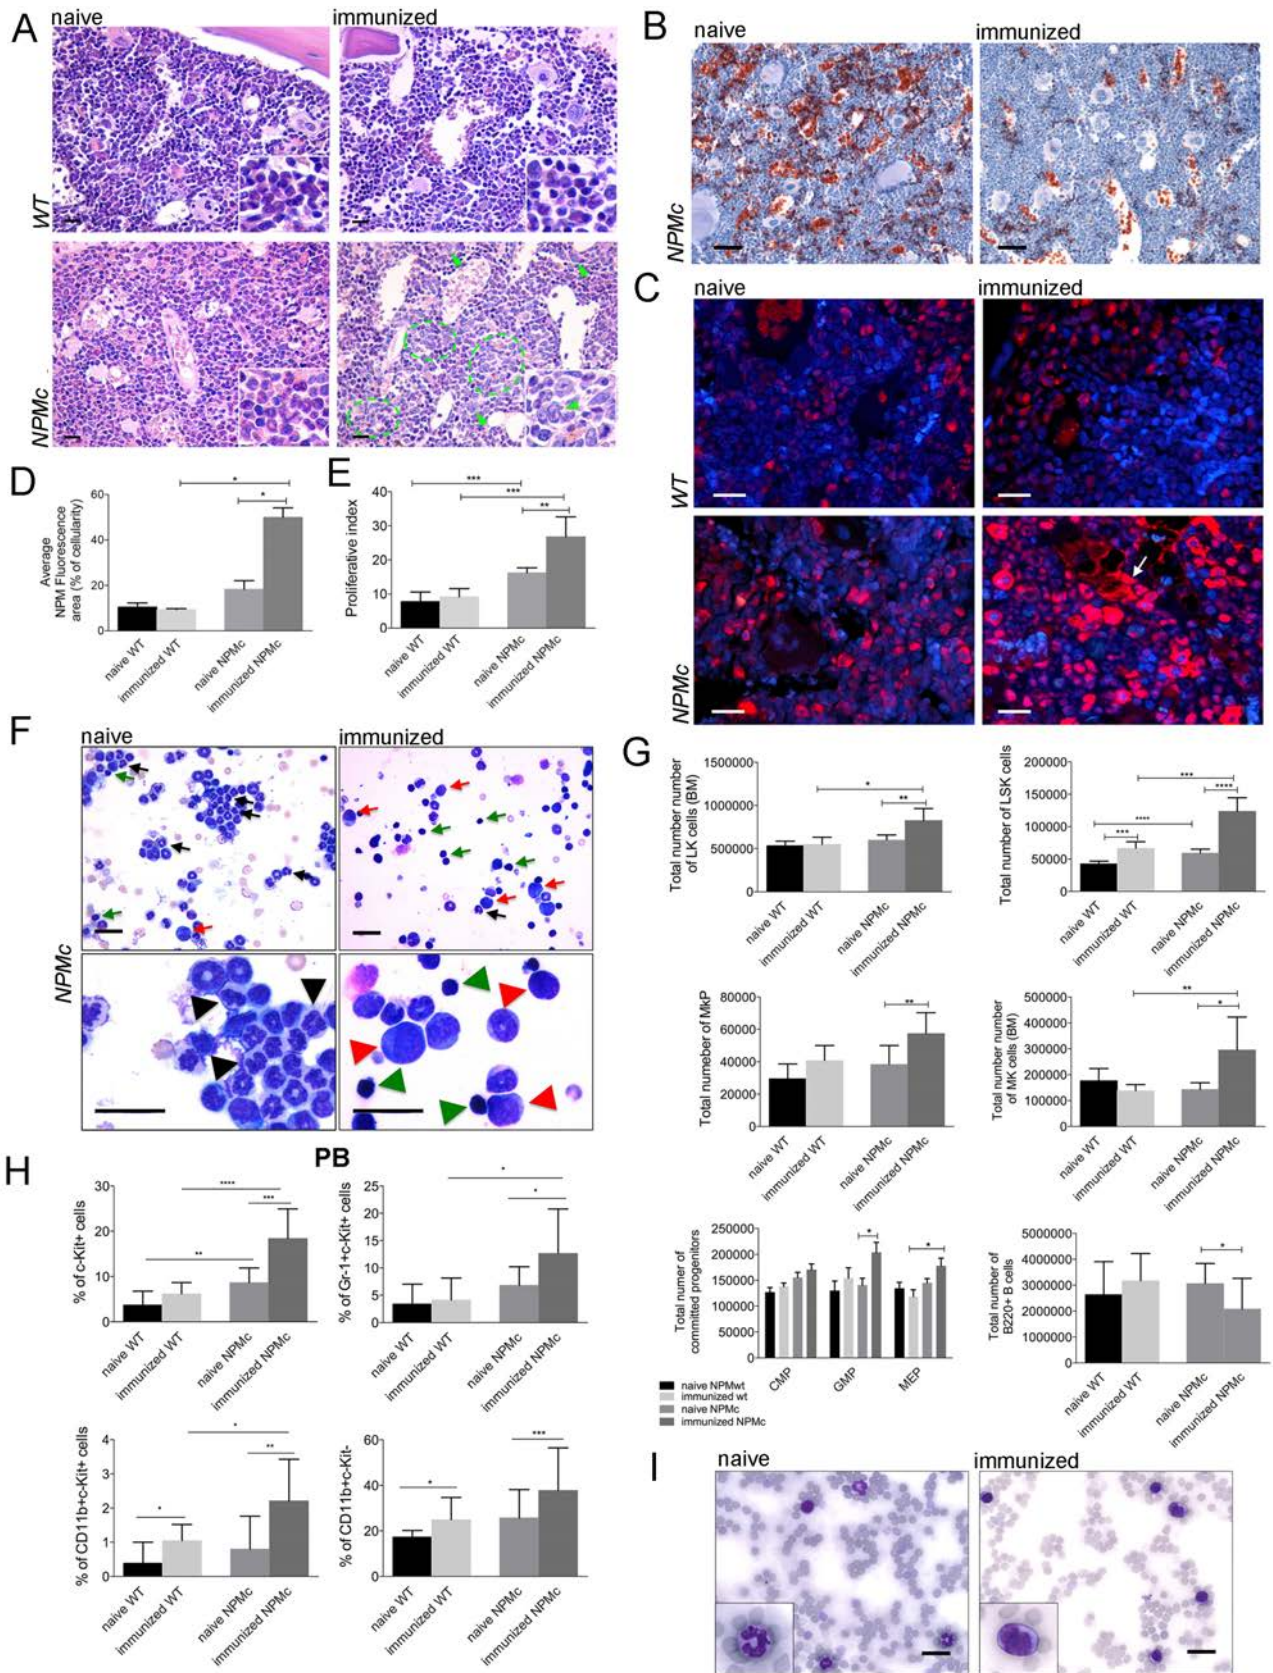 A
naive
immunized
WT
NPMc
B
naive
immunized
NPMc
C
naive
immunized
WT
NPMc
D
Average
NPM Fluorescence
area (% of cellularity)
60
40
20
0
*
*
naive WT
immunized WT
naive NPMc
immunized NPMc
E
Proliferative index
40
30
20
10
0
***
***
**
naive WT
immunized WT
naive NPMc
immunized NPMc
F
naive
immunized
NPMc
G
Total number number
of LK cells (BM)
1500000
1000000
500000
0
*
**
naive WT
immunized WT
naive NPMc
immunized NPMc
Total number of LSK cells
200000
150000
100000
50000
0
***
****
****
***
naive WT
immunized WT
naive NPMc
immunized NPMc
Total numeber of MkP
80000
60000
40000
20000
0
**
naive WT
immunized WT
naive NPMc
immunized NPMc
Total number number
of MK cells (BM)
500000
400000
300000
200000
100000
0
**
*
naive WT
immunized WT
naive NPMc
immunized NPMc
Total numer of
committed progenitors
250000
200000
150000
100000
50000
0
*
*
CMP
GMP
MEP
naive NPMwt
immunized wt
naive NPMc
immunized NPMc
Total number of
B220+ B cells
5000000
4000000
3000000
2000000
1000000
0
*
naive WT
immunized WT
naive NPMc
immunized NPMc
H
PB
% of c-Kit+ cells
30
20
10
0
****
***
**
naive WT
immunized WT
naive NPMc
immunized NPMc
% of Gr-1+c-Kit+ cells
25
20
15
10
5
0
*
*
naive WT
immunized WT
naive NPMc
immunized NPMc
% of CD11b+c-Kit+ cells
4
3
2
1
0
*
**
*
naive WT
immunized WT
naive NPMc
immunized NPMc
% of CD11b+c-Kit-
60
40
20
0
***
*
naive WT
immunized WT
naive NPMc
immunized NPMc
I
naive
immunized